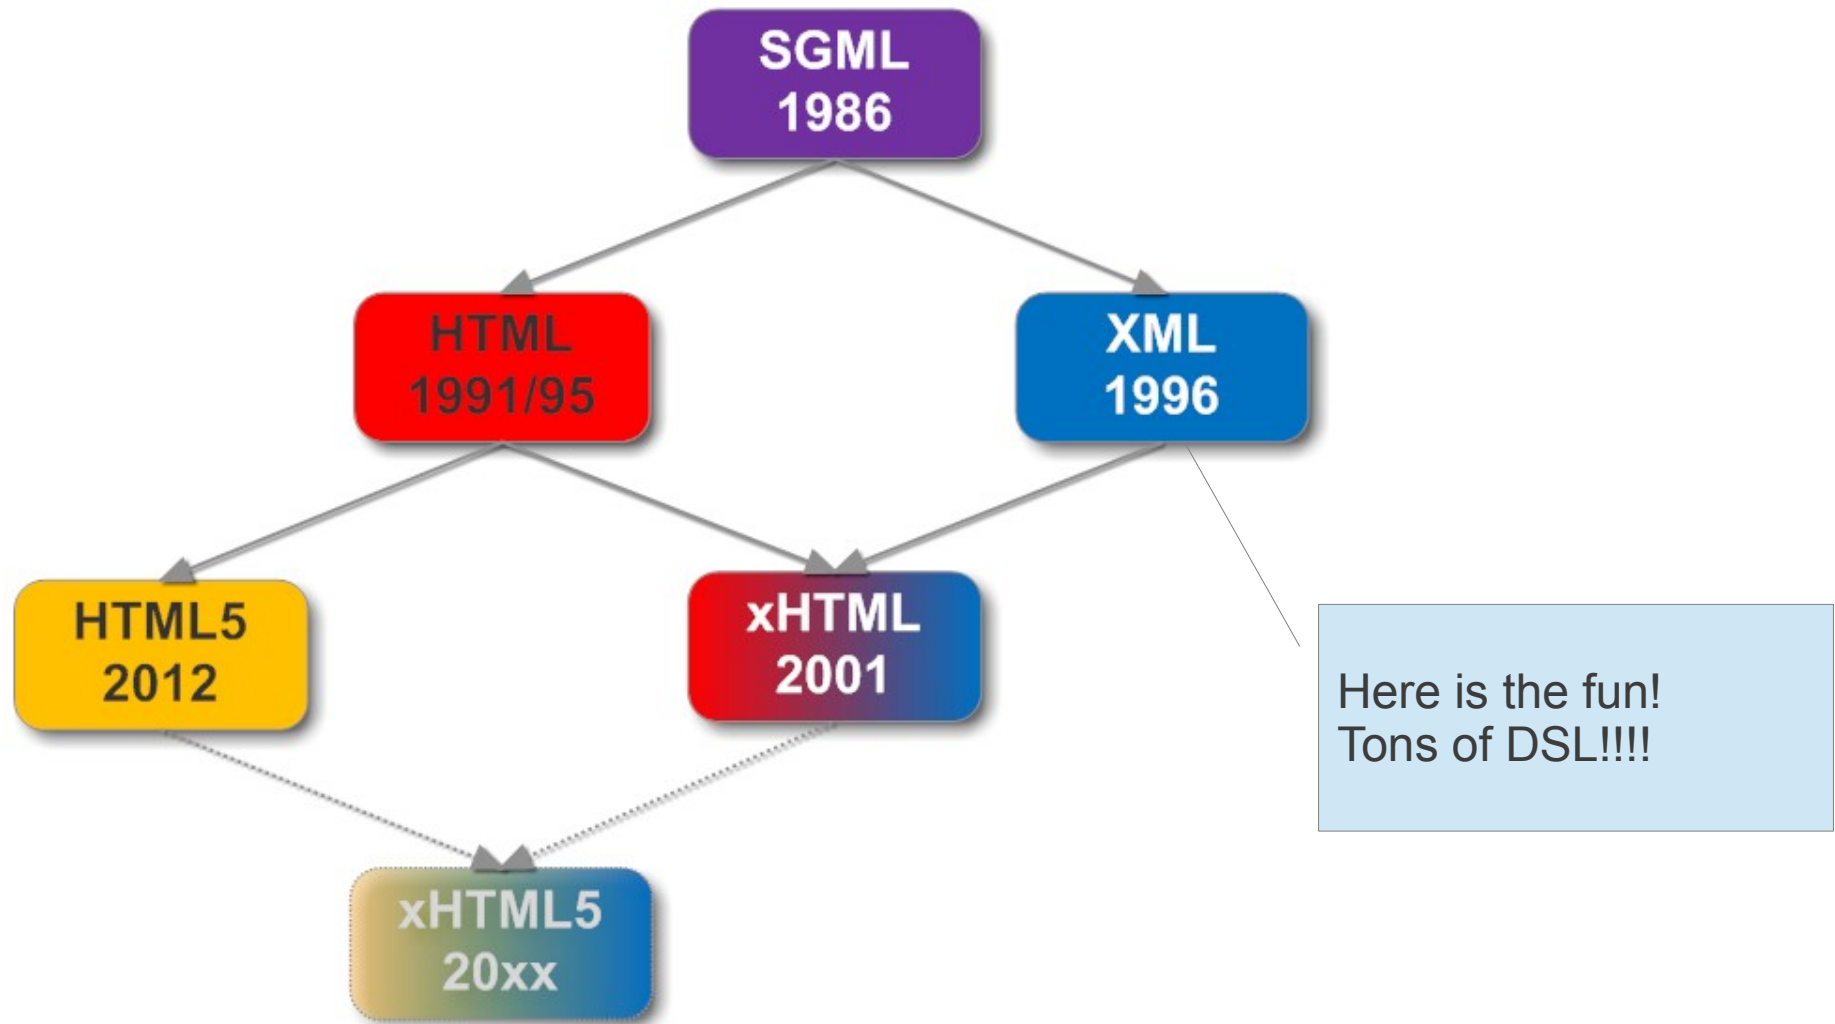 SGML
1986
HTML
1991/95
XML
1996
HTML5
2012
xHTML
2001
Here is the fun!
Tons of DSL!!!!
xHTML5
20xx